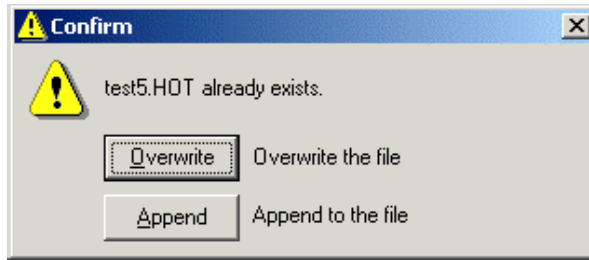 Confirm
test5.HOT already exists.
Overwrite Overwrite the file
Append Append to the file